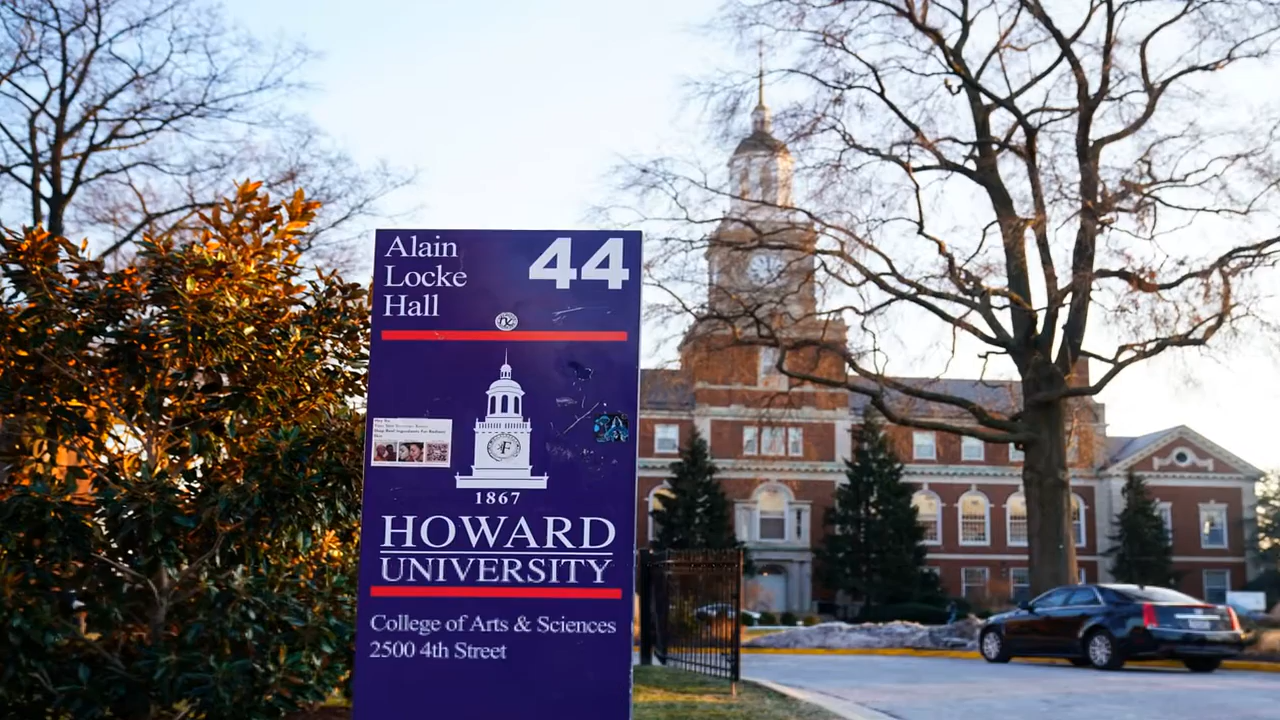 Alain
Locke
Hall
44
1867
HOWARD
UNIVERSITY
College of Arts & Sciences
2500 4th Street